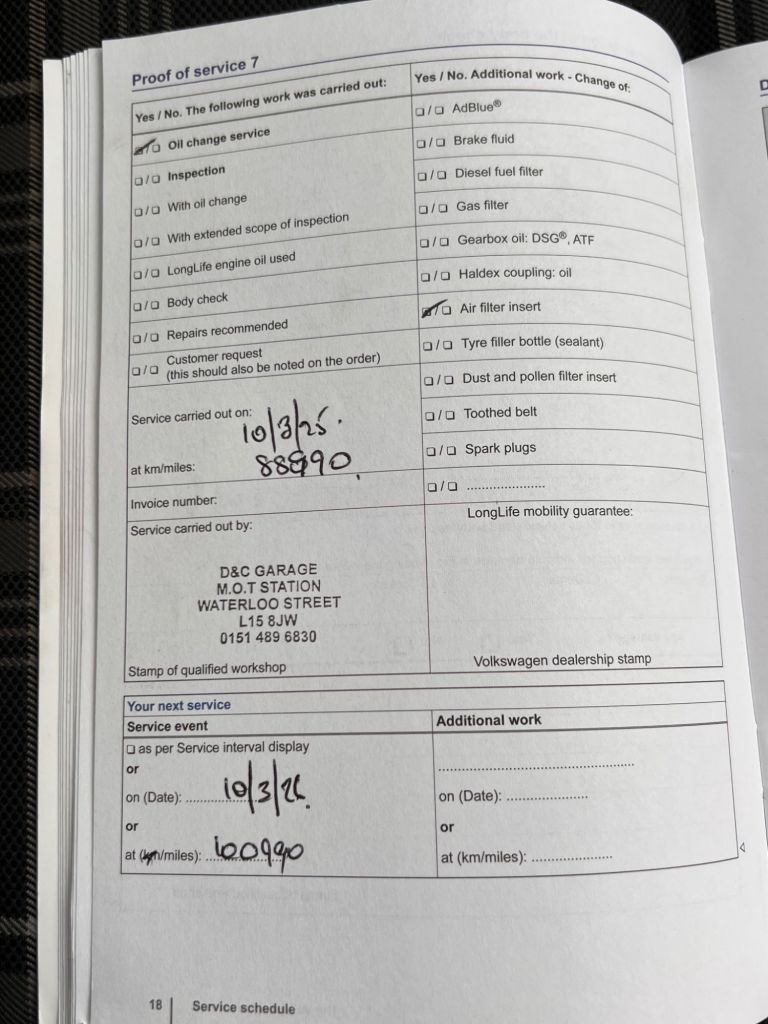 Proof of service 7
Yes / No. The following work was carried out:
Oil change service
Inspection
With oil change
With extended scope of inspection
LongLife engine oil used
Body check
Repairs recommended
Customer request
(this should also be noted on the order)
Service carried out on:
10/3/25.
at km/miles:
Invoice number:
Service carried out by:
D&C GARAGE
M.O.T STATION
WATERLOO STREET
L15 8JW
0151 489 6830
Stamp of qualified workshop
Yes / No. Additional work - Change of:
AdBlue®
Brake fluid
Diesel fuel filter
Gas filter
Gearbox oil: DSG®, ATF
Haldex coupling: oil
Air filter insert
Tyre filler bottle (sealant)
Dust and pollen filter insert
Toothed belt
Spark plugs
....................
LongLife mobility guarantee:
Volkswagen dealership stamp
Your next service
Service event
as per Service interval display
or
on (Date): 10/3/26.
or
at (km/miles): 100990
Additional work
..................................................
on (Date): .....................
or
at (km/miles): .....................
18 Service schedule